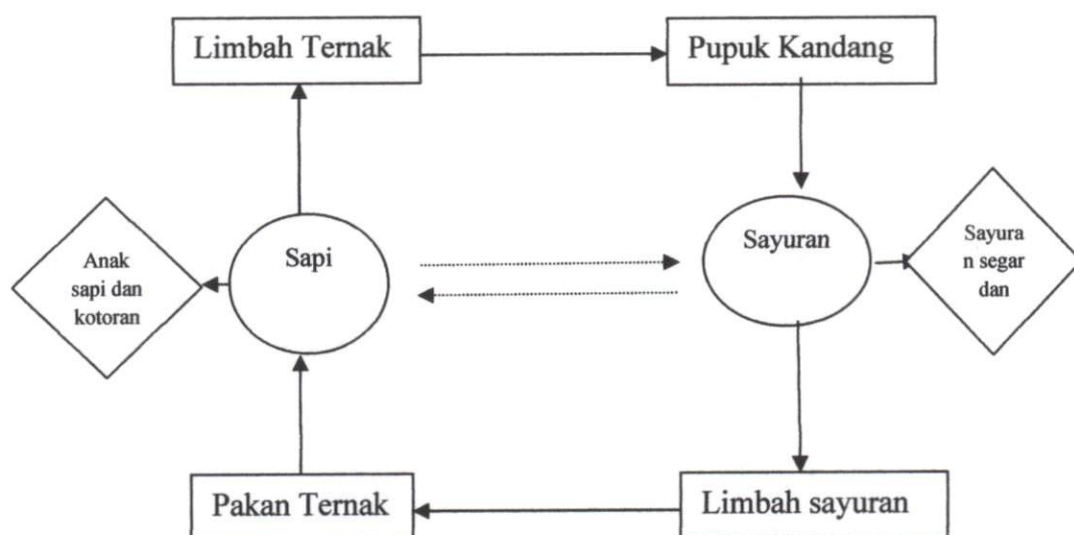 Limbah Ternak
Pupuk Kandang
Sapi
Sayuran
Anak
sapi dan
kotoran
Sayura
n segar
dan
Pakan Ternak
Limbah sayuran